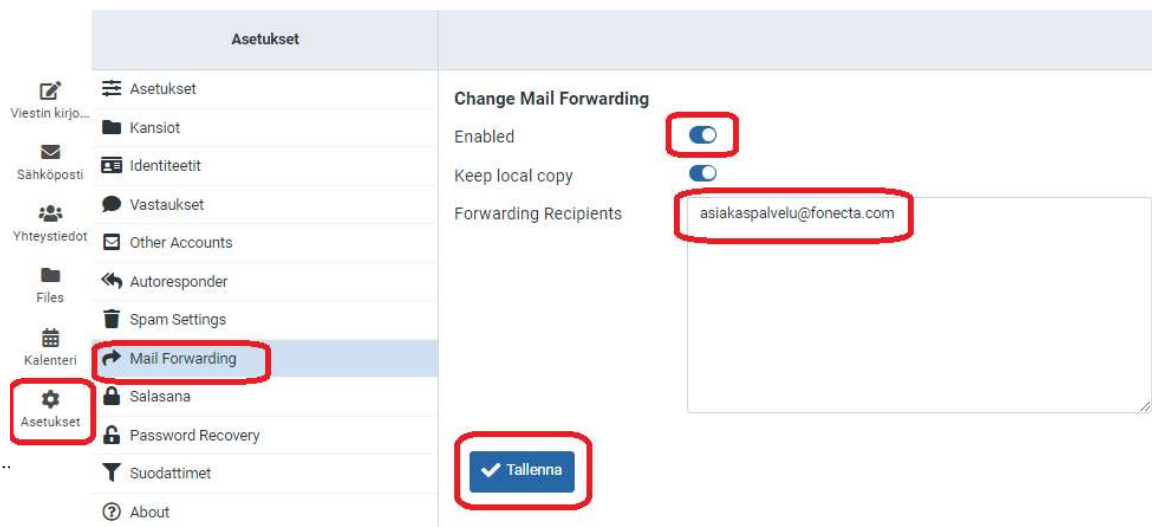 Asetukset
Viestin kirjo...
Sähköposti
Yhteystiedot
Files
Kalenteri
Asetukset
..
Asetukset
Kansiot
Identiteetit
Vastaukset
Other Accounts
Autoresponder
Spam Settings
Mail Forwarding
Salasana
Password Recovery
Suodattimet
About
Change Mail Forwarding
Enabled
Keep local copy
Forwarding Recipients
asiakaspalvelu@fonecta.com
Tallenna